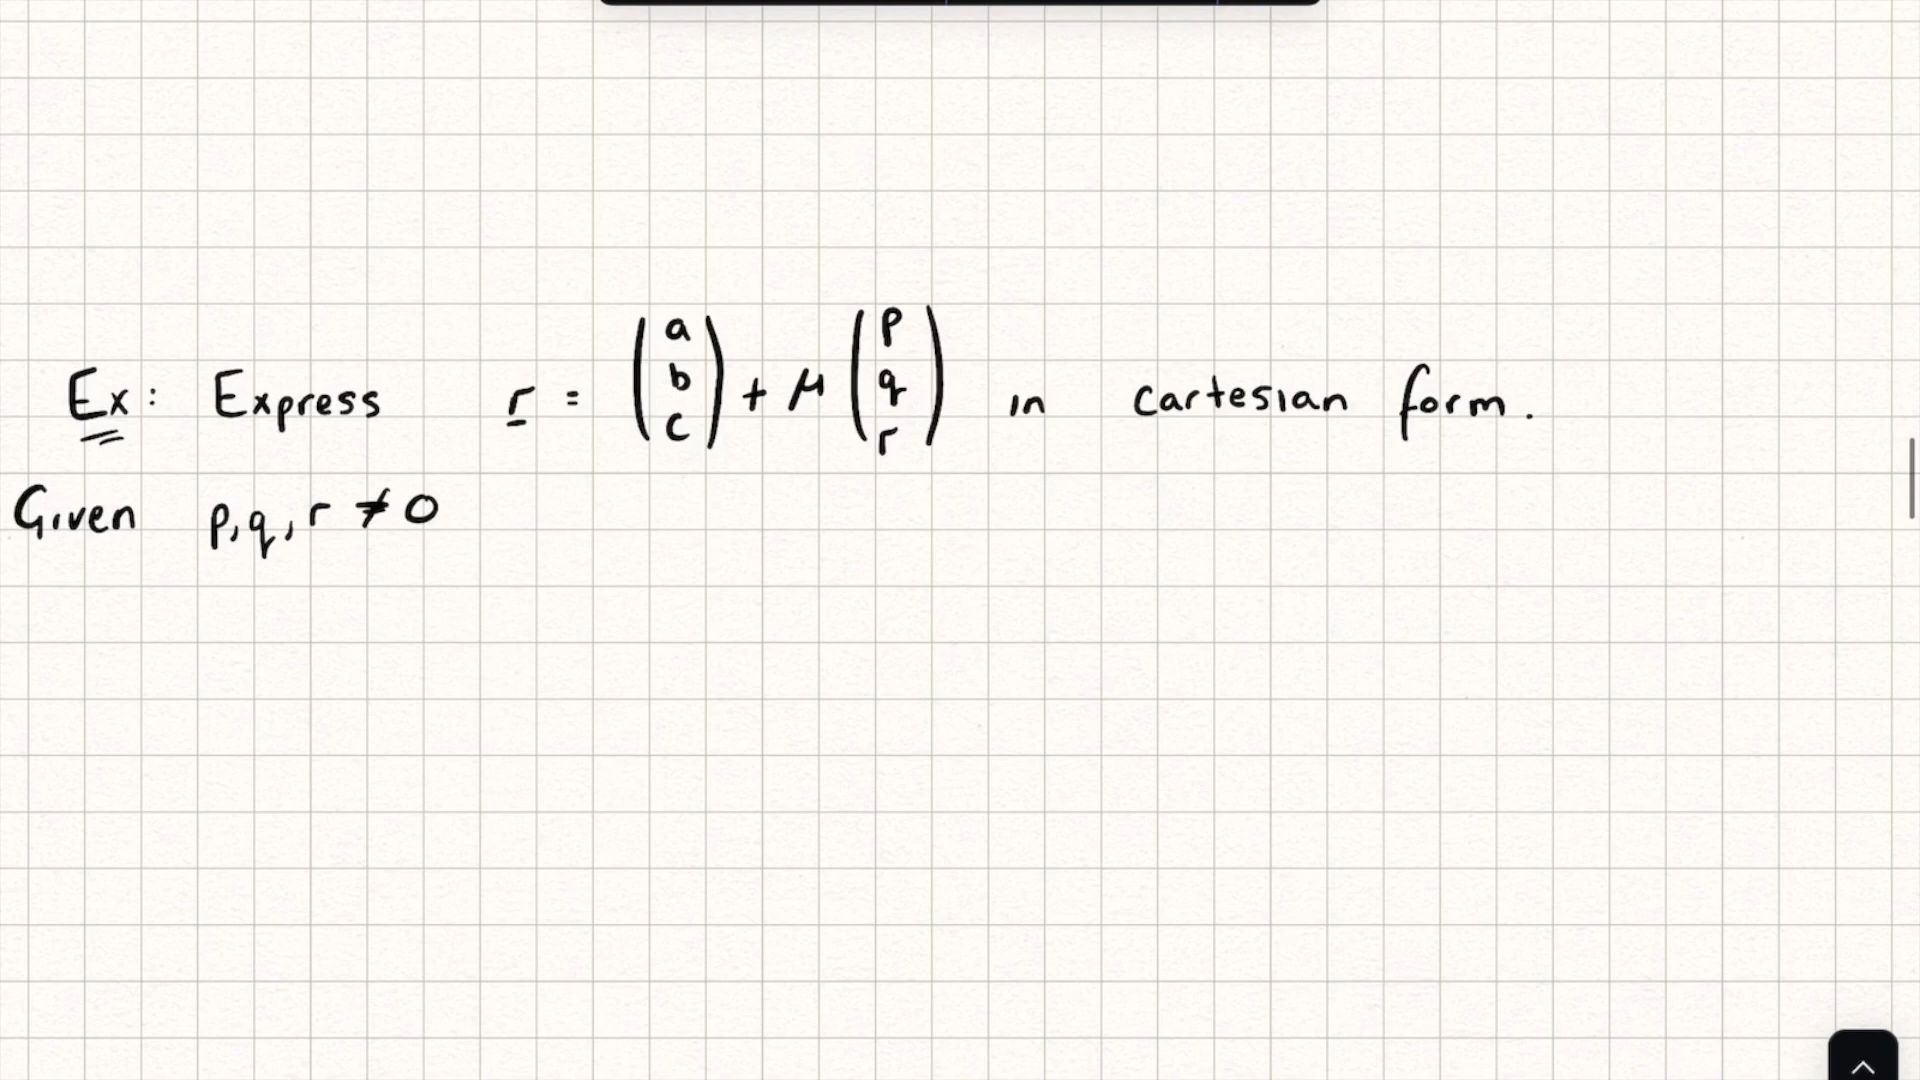 Ex: Express r = (a b c) + μ (p q r) in cartesian form.
Given p, q, r ≠ 0